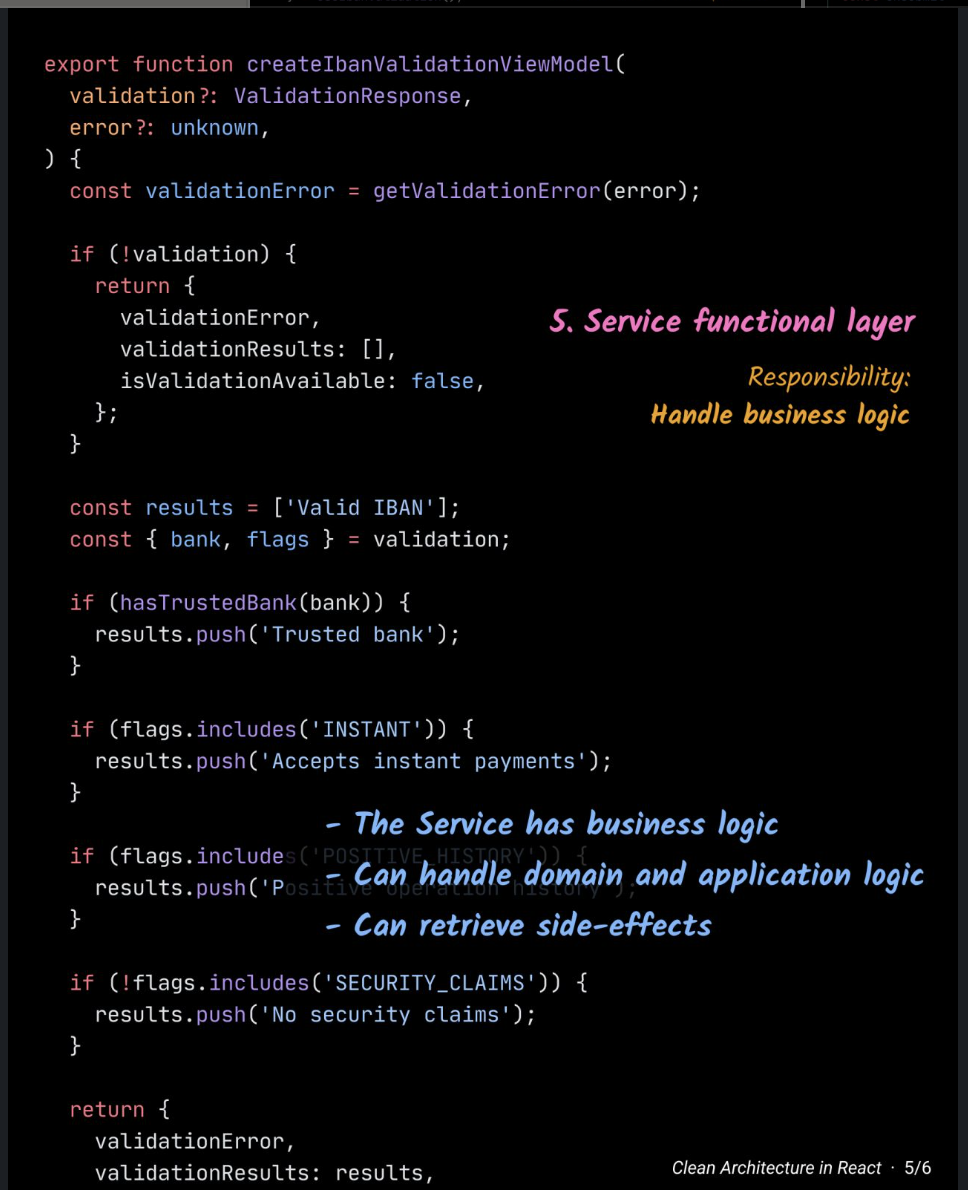 export function createIbanValidationViewModel(
  validation?: ValidationResponse,
  error?: unknown,
) {
  const validationError = getValidationError(error);
  if (!validation) {
    return {
      validationError,
      validationResults: [],
      isValidationAvailable: false,
    };
  }
5. Service functional layer
Responsibility:
Handle business logic
  const results = ['Valid IBAN'];
  const { bank, flags } = validation;
  if (hasTrustedBank(bank)) {
    results.push('Trusted bank');
  }
  if (flags.includes('INSTANT')) {
    results.push('Accepts instant payments');
  }
  if (flags.includes('POSITIVE_HISTORY')) {
    results.push('Positive operation history');
  }
- The Service has business logic
- Can handle domain and application logic
- Can retrieve side-effects
  if (!flags.includes('SECURITY_CLAIMS')) {
    results.push('No security claims');
  }
  return {
    validationError,
    validationResults: results,
Clean Architecture in React · 5/6